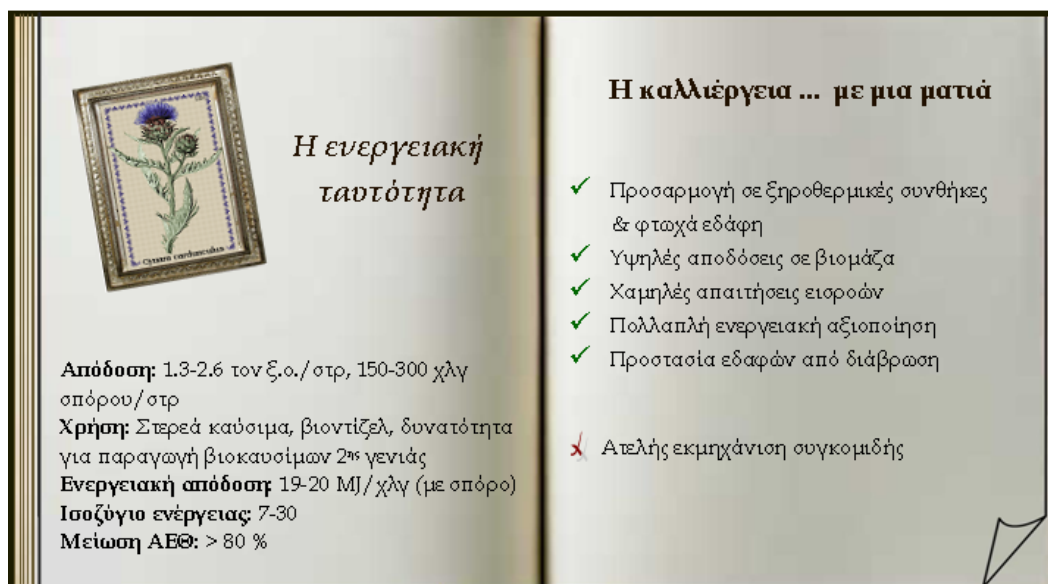 Cynara cardunculus
Η ενεργειακή
ταυτότητα
Απόδοση: 1.3-2.6 τον ξ.ο./στρ, 150-300 χλγ
σπόρου/στρ
Χρήση: Στερεά καύσιμα, βιοντίζελ, δυνατότητα
για παραγωγή βιοκαυσίμων 2ης γενιάς
Ενεργειακή απόδοση: 19-20 MJ/χλγ (με σπόρο)
Ισοζύγιο ενέργειας: 7-30
Μείωση ΑΕΘ: > 80 %
Η καλλιέργεια ... με μια ματιά
✓ Προσαρμογή σε ξηροθερμικές συνθήκες
& φτωχά εδάφη
✓ Υψηλές αποδόσεις σε βιομάζα
✓ Χαμηλές απαιτήσεις εισροών
✓ Πολλαπλή ενεργειακή αξιοποίηση
✓ Προστασία εδαφών από διάβρωση
✗ Ατελής εκμηχάνιση συγκομιδής